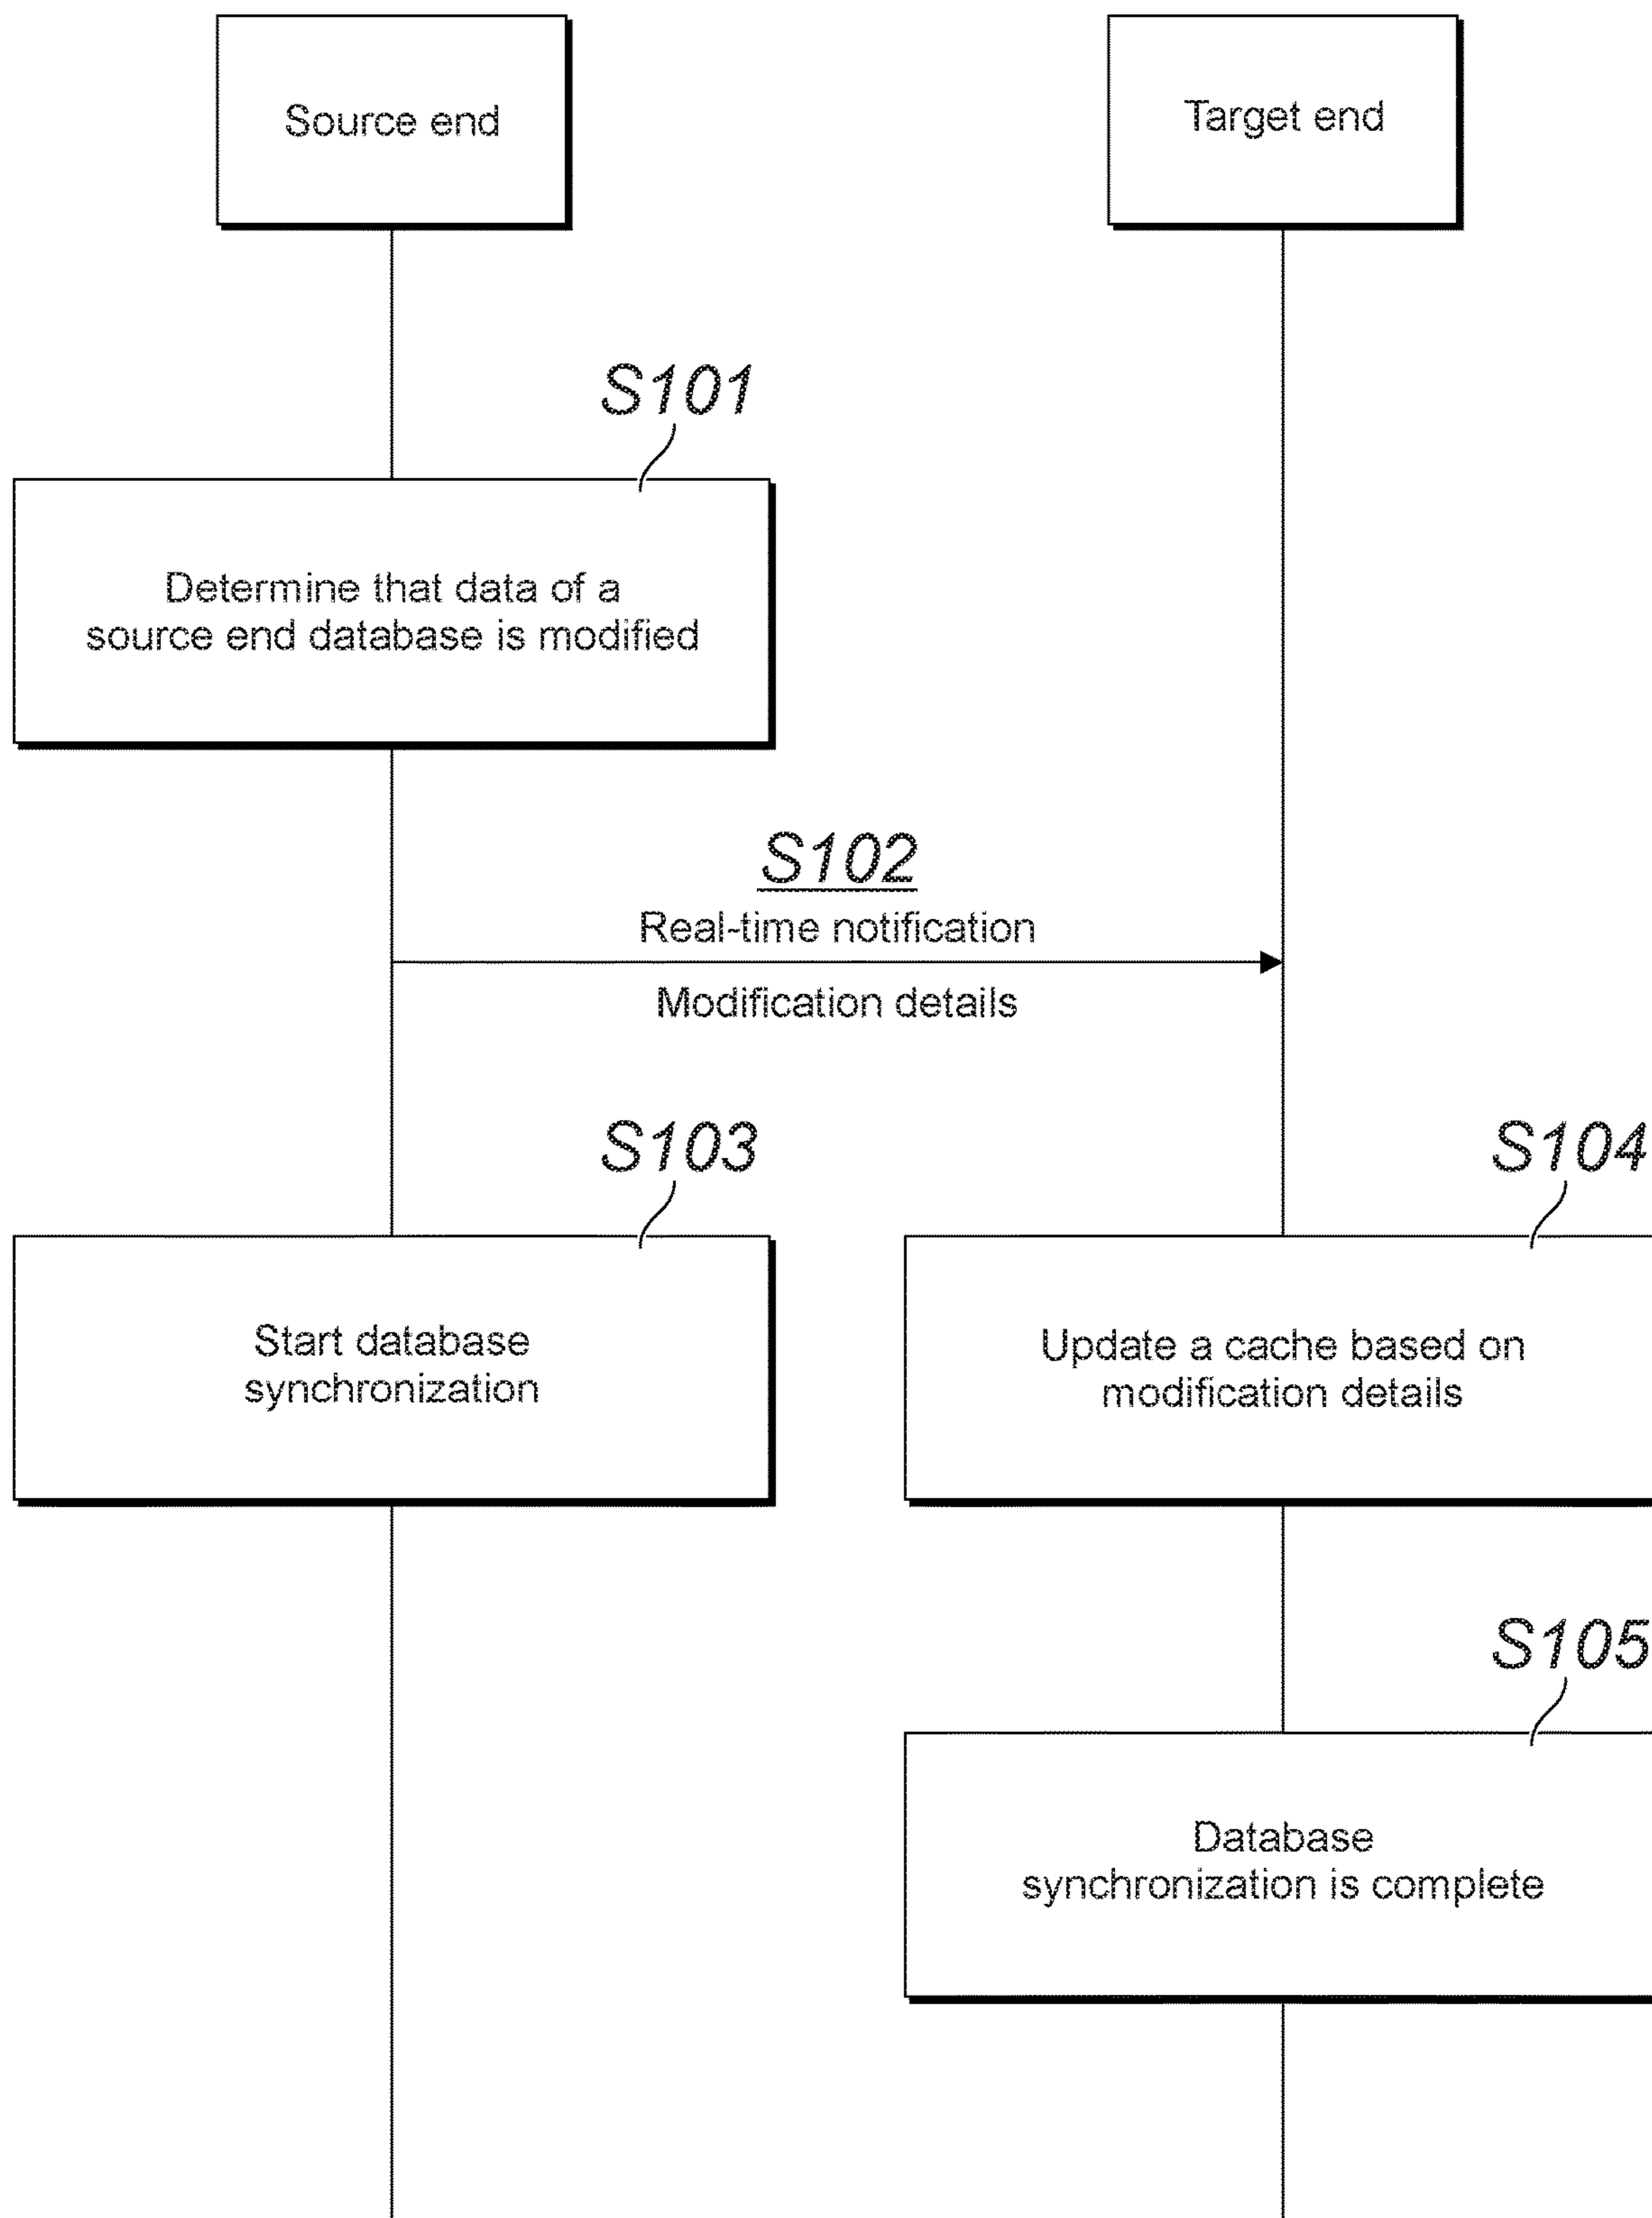 Source end
Target end
S101
Determine that data of a
source end database is modified
S102
Real-time notification
Modification details
S103
Start database
synchronization
S104
Update a cache based on
modification details
S105
Database
synchronization is complete